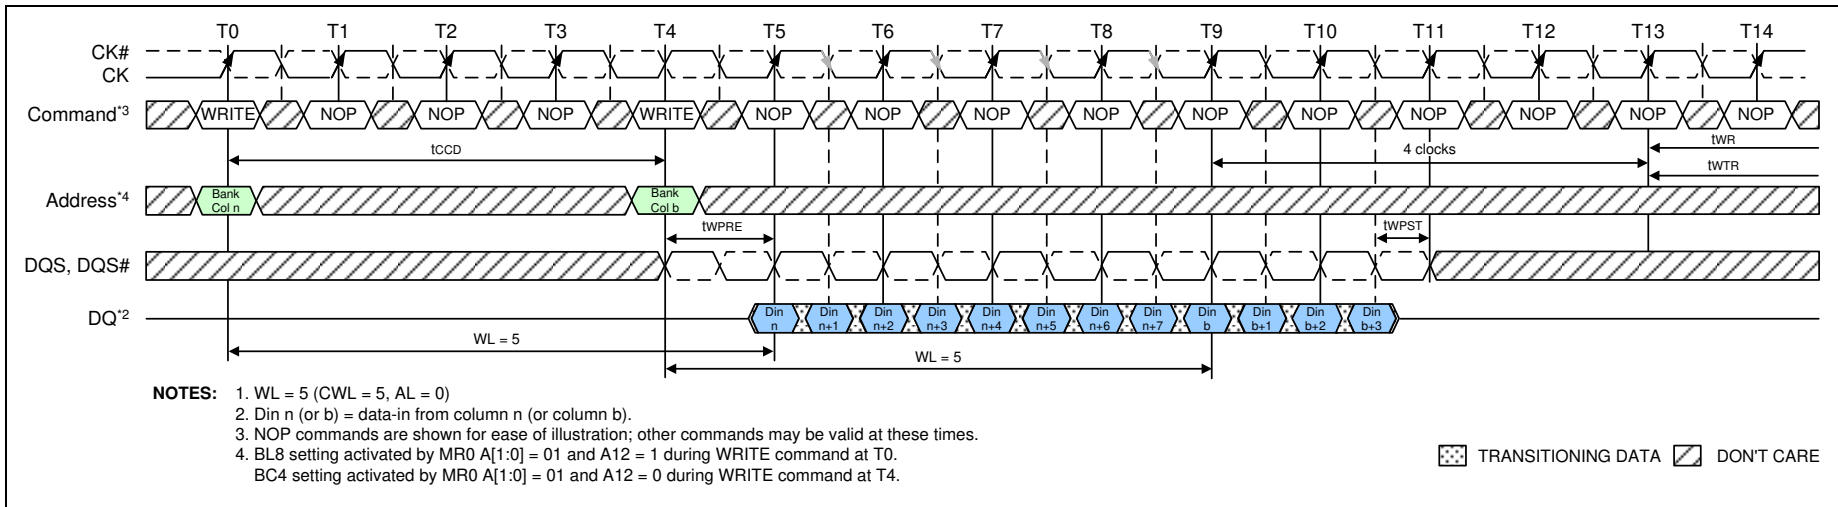 T0 T1 T2 T3 T4 T5 T6 T7 T8 T9 T10 T11 T12 T13 T14
CK#
CK
Command*3 WRITE NOP NOP NOP WRITE NOP NOP NOP NOP NOP NOP NOP NOP NOP NOP
tCCD 4 clocks tWR
tWTR
Address*4 Bank Col n Bank Col b
tWPRE tWPST
DQS, DQS#
DQ*2 Din n Din n+1 Din n+2 Din n+3 Din n+4 Din n+5 Din n+6 Din n+7 Din b Din b+1 Din b+2 Din b+3
WL = 5
WL = 5
NOTES: 1. WL = 5 (CWL = 5, AL = 0)
2. Din n (or b) = data-in from column n (or column b).
3. NOP commands are shown for ease of illustration; other commands may be valid at these times.
4. BL8 setting activated by MR0 A[1:0] = 01 and A12 = 1 during WRITE command at T0.
BC4 setting activated by MR0 A[1:0] = 01 and A12 = 0 during WRITE command at T4.
TRANSITIONING DATA DON'T CARE